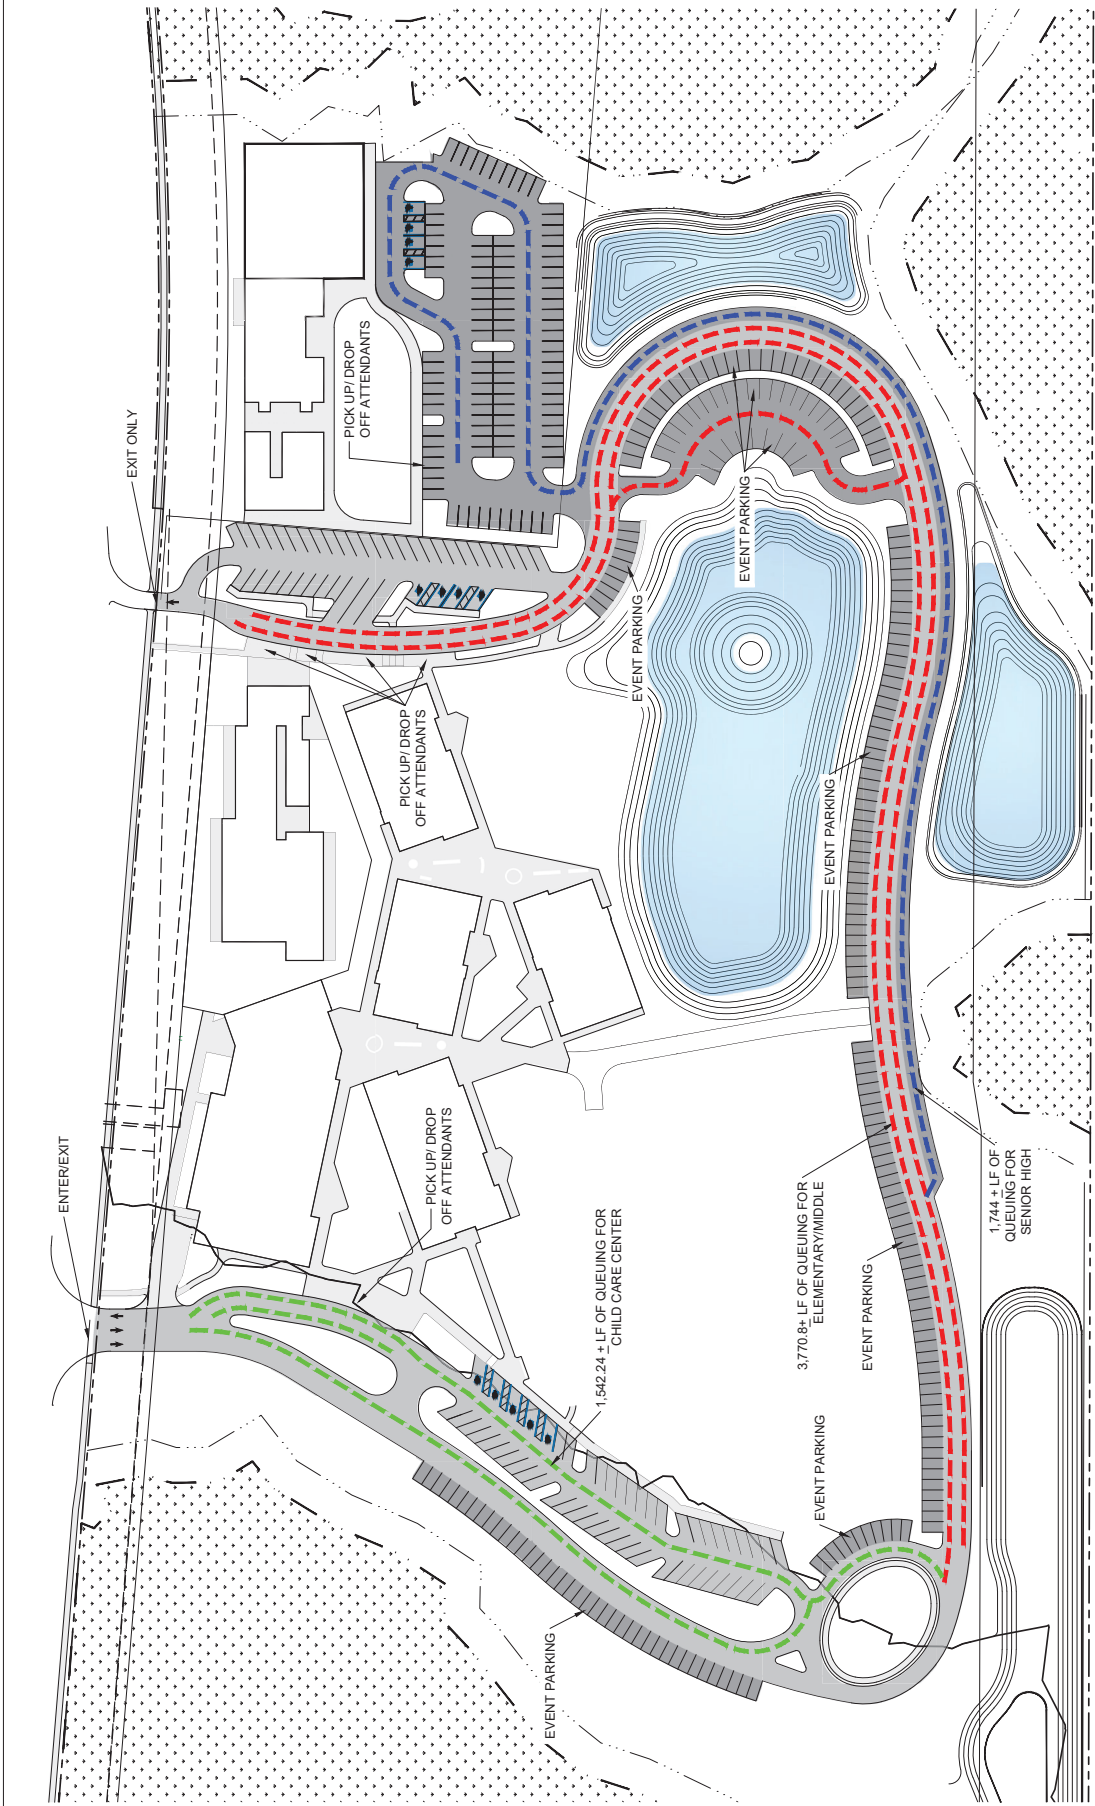 EXIT ONLY
PICK UP/ DROP
OFF ATTENDANTS
EVENT PARKING
EVENT PARKING
PICK UP/ DROP
OFF ATTENDANTS
EVENT PARKING
ENTER/EXIT
PICK UP/ DROP
OFF ATTENDANTS
1,744 ± LF OF
QUEUING FOR
SENIOR HIGH
3,770.8± LF OF QUEUING FOR
ELEMENTARY/MIDDLE
1,542.24 ± LF OF QUEUING FOR
CHILD CARE CENTER
EVENT PARKING
EVENT PARKING
EVENT PARKING